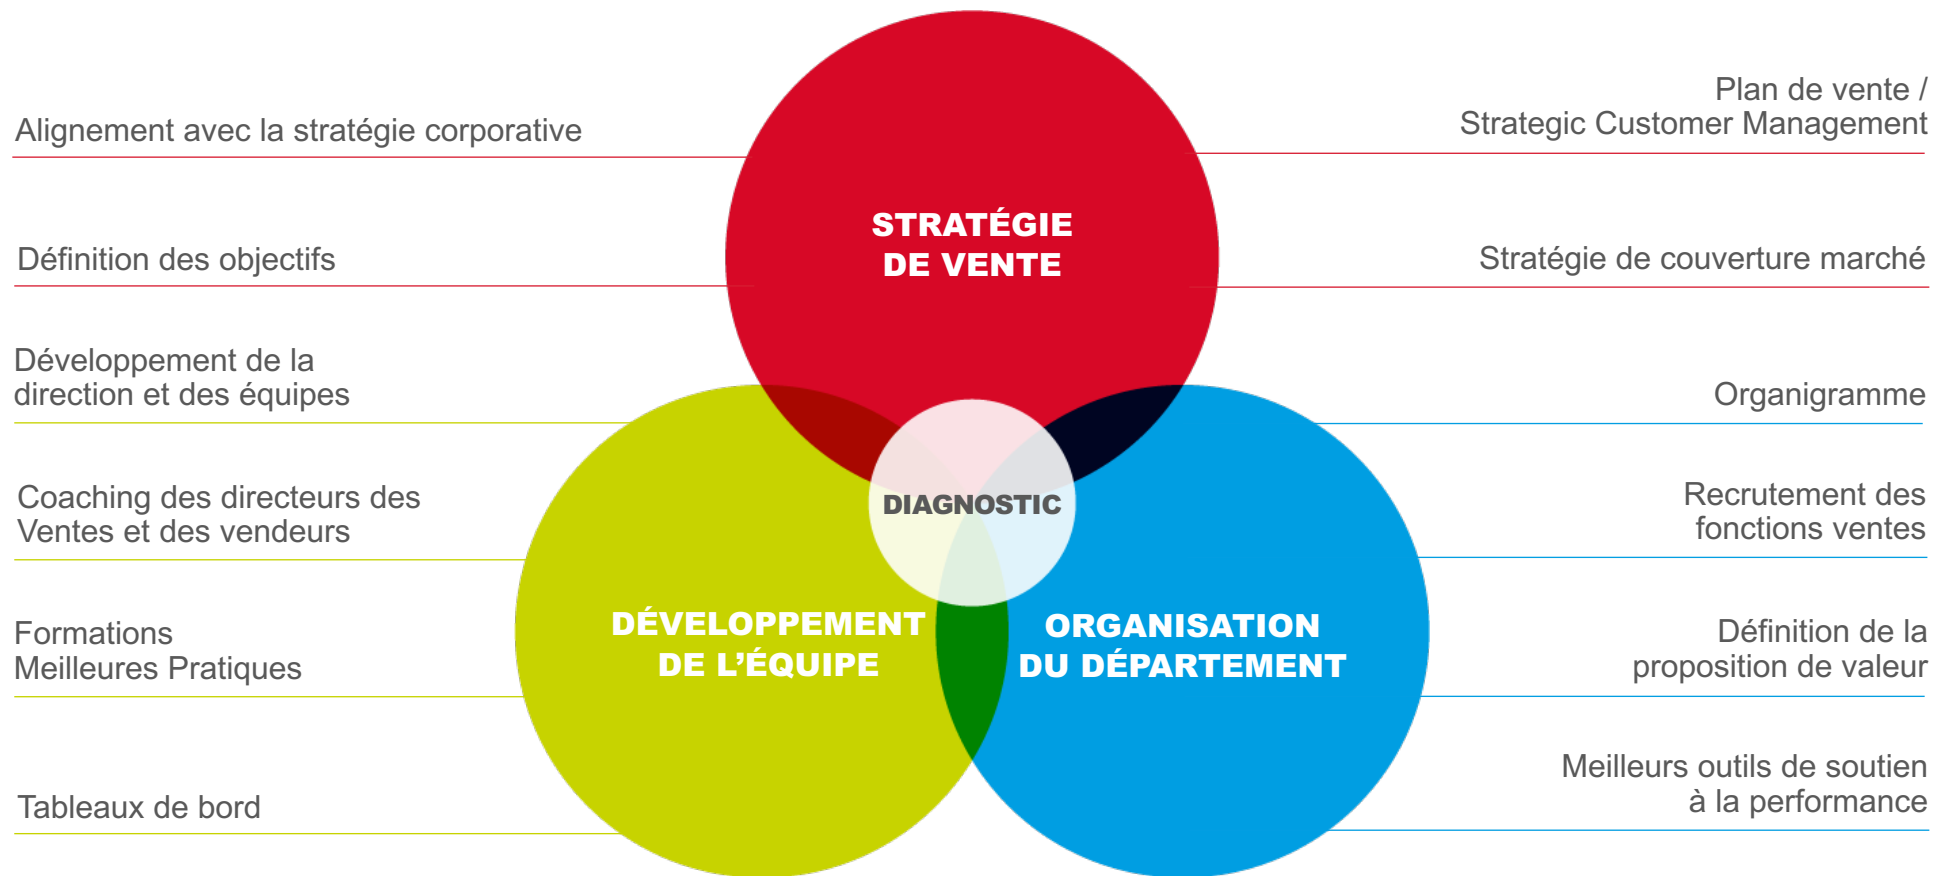 Alignement avec la stratégie corporative
Définition des objectifs
Développement de la
direction et des équipes
Coaching des directeurs des
Ventes et des vendeurs
Formations
Meilleures Pratiques
Tableaux de bord
STRATÉGIE
DE VENTE
DIAGNOSTIC
DÉVELOPPEMENT
DE L’ÉQUIPE
ORGANISATION
DU DÉPARTEMENT
Plan de vente /
Strategic Customer Management
Stratégie de couverture marché
Organigramme
Recrutement des
fonctions ventes
Définition de la
proposition de valeur
Meilleurs outils de soutien
à la performance